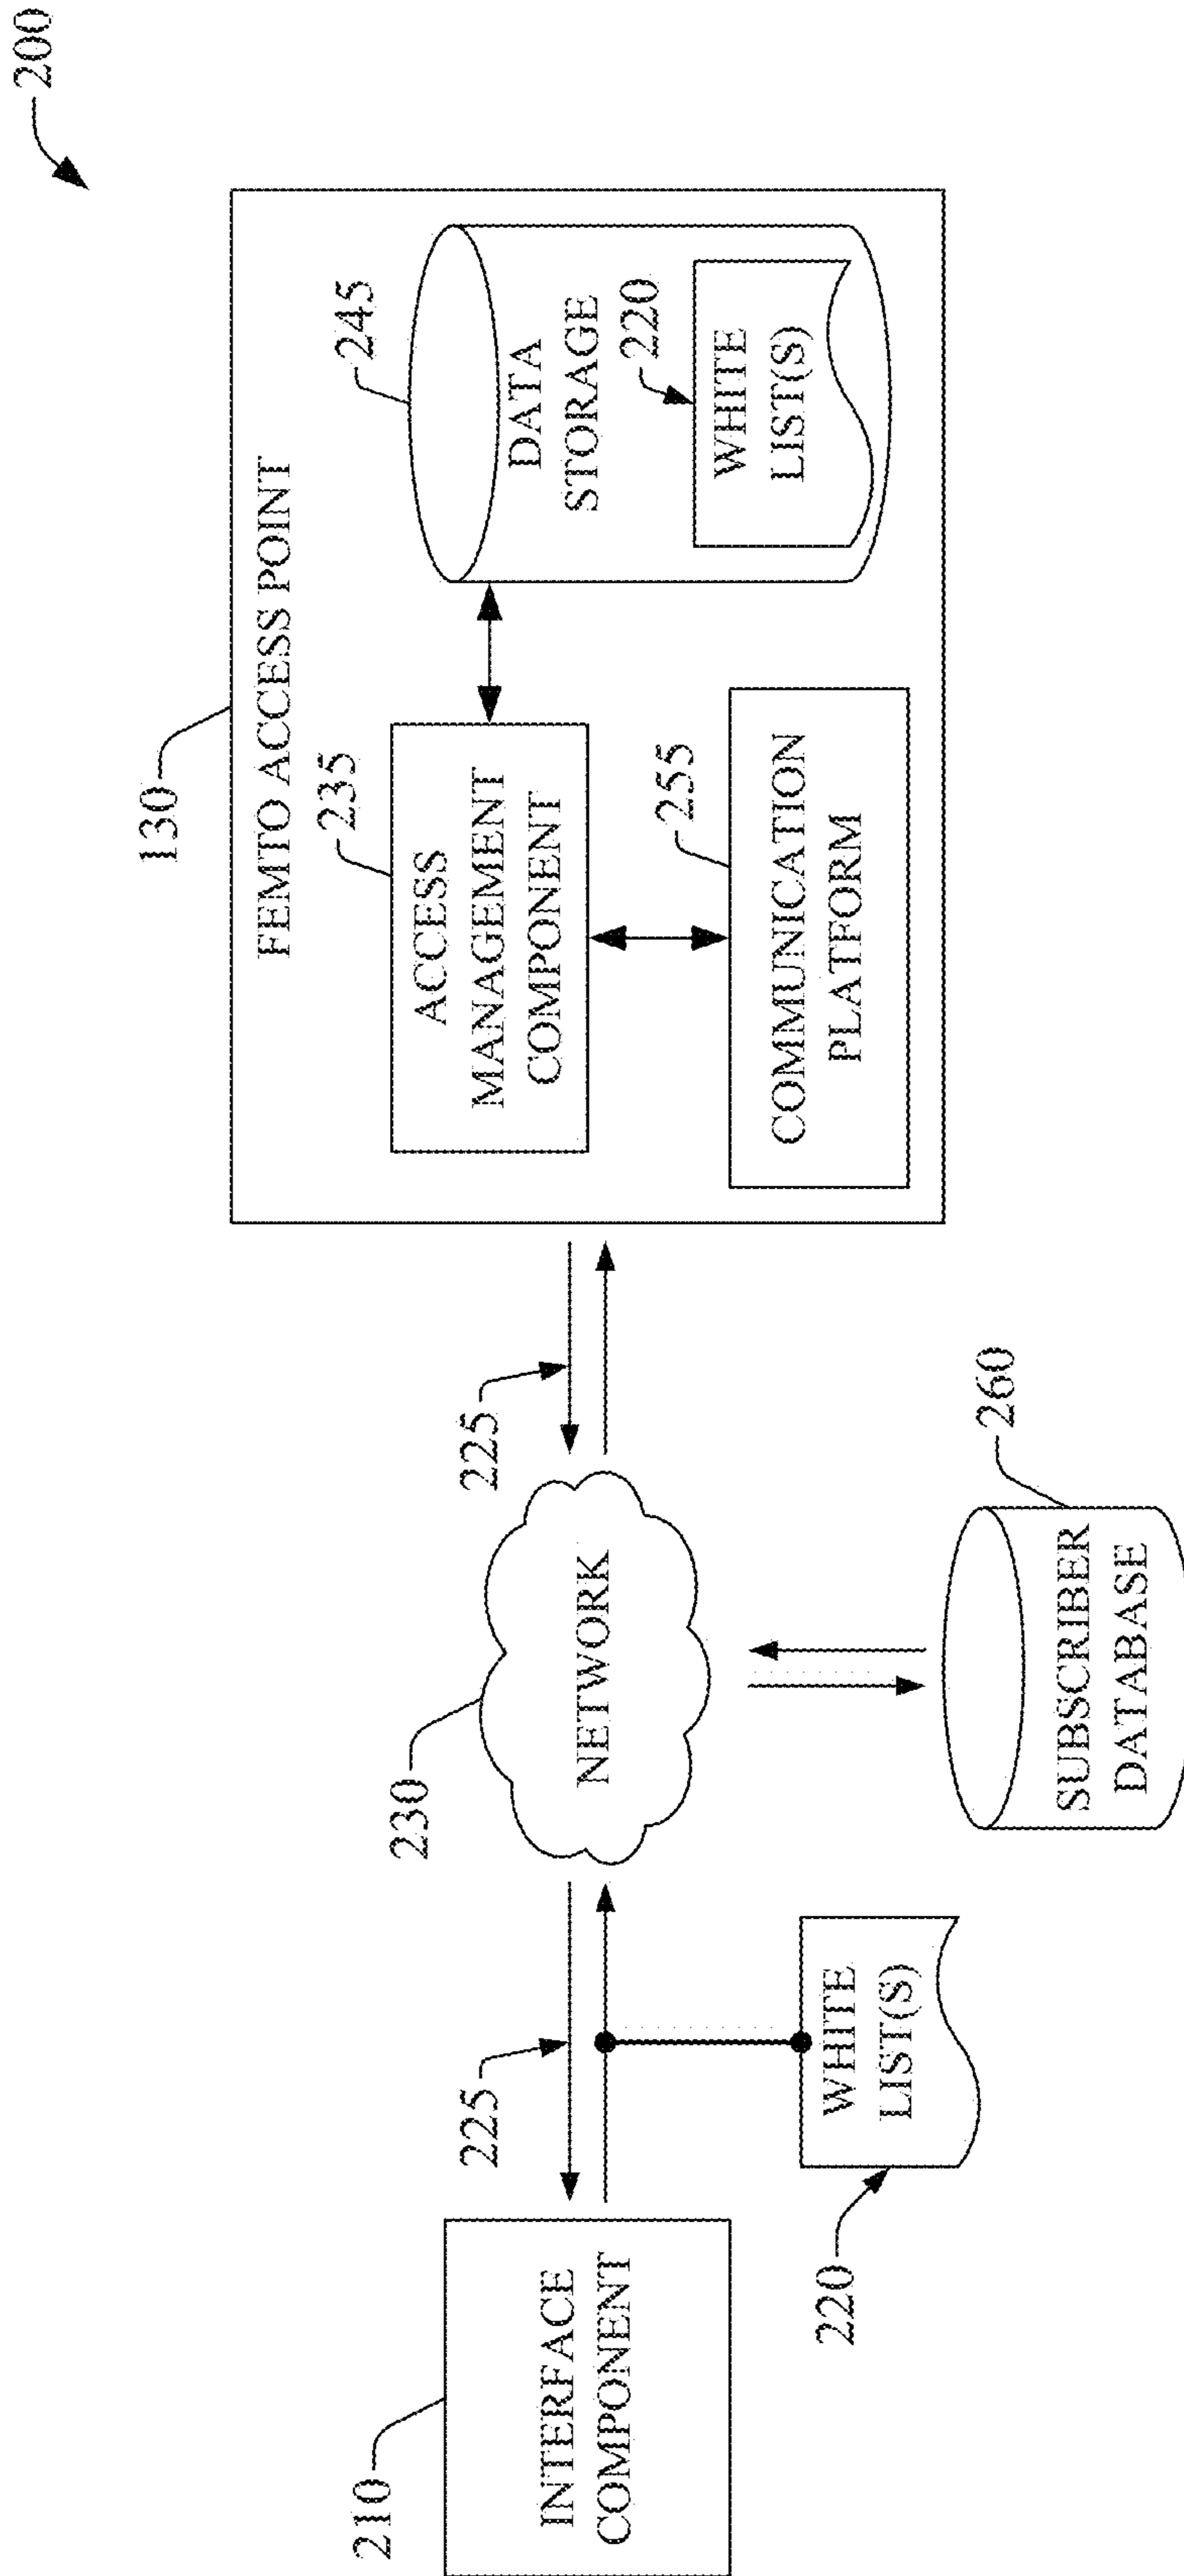 200
130
FEMTO ACCESS POINT
235
ACCESS
MANAGEMENT
COMPONENT
245
DATA
STORAGE
220
WHITE
LIST(S)
255
COMMUNICATION
PLATFORM
210
INTERFACE
COMPONENT
225
230
NETWORK
225
220
WHITE
LIST(S)
260
SUBSCRIBER
DATABASE